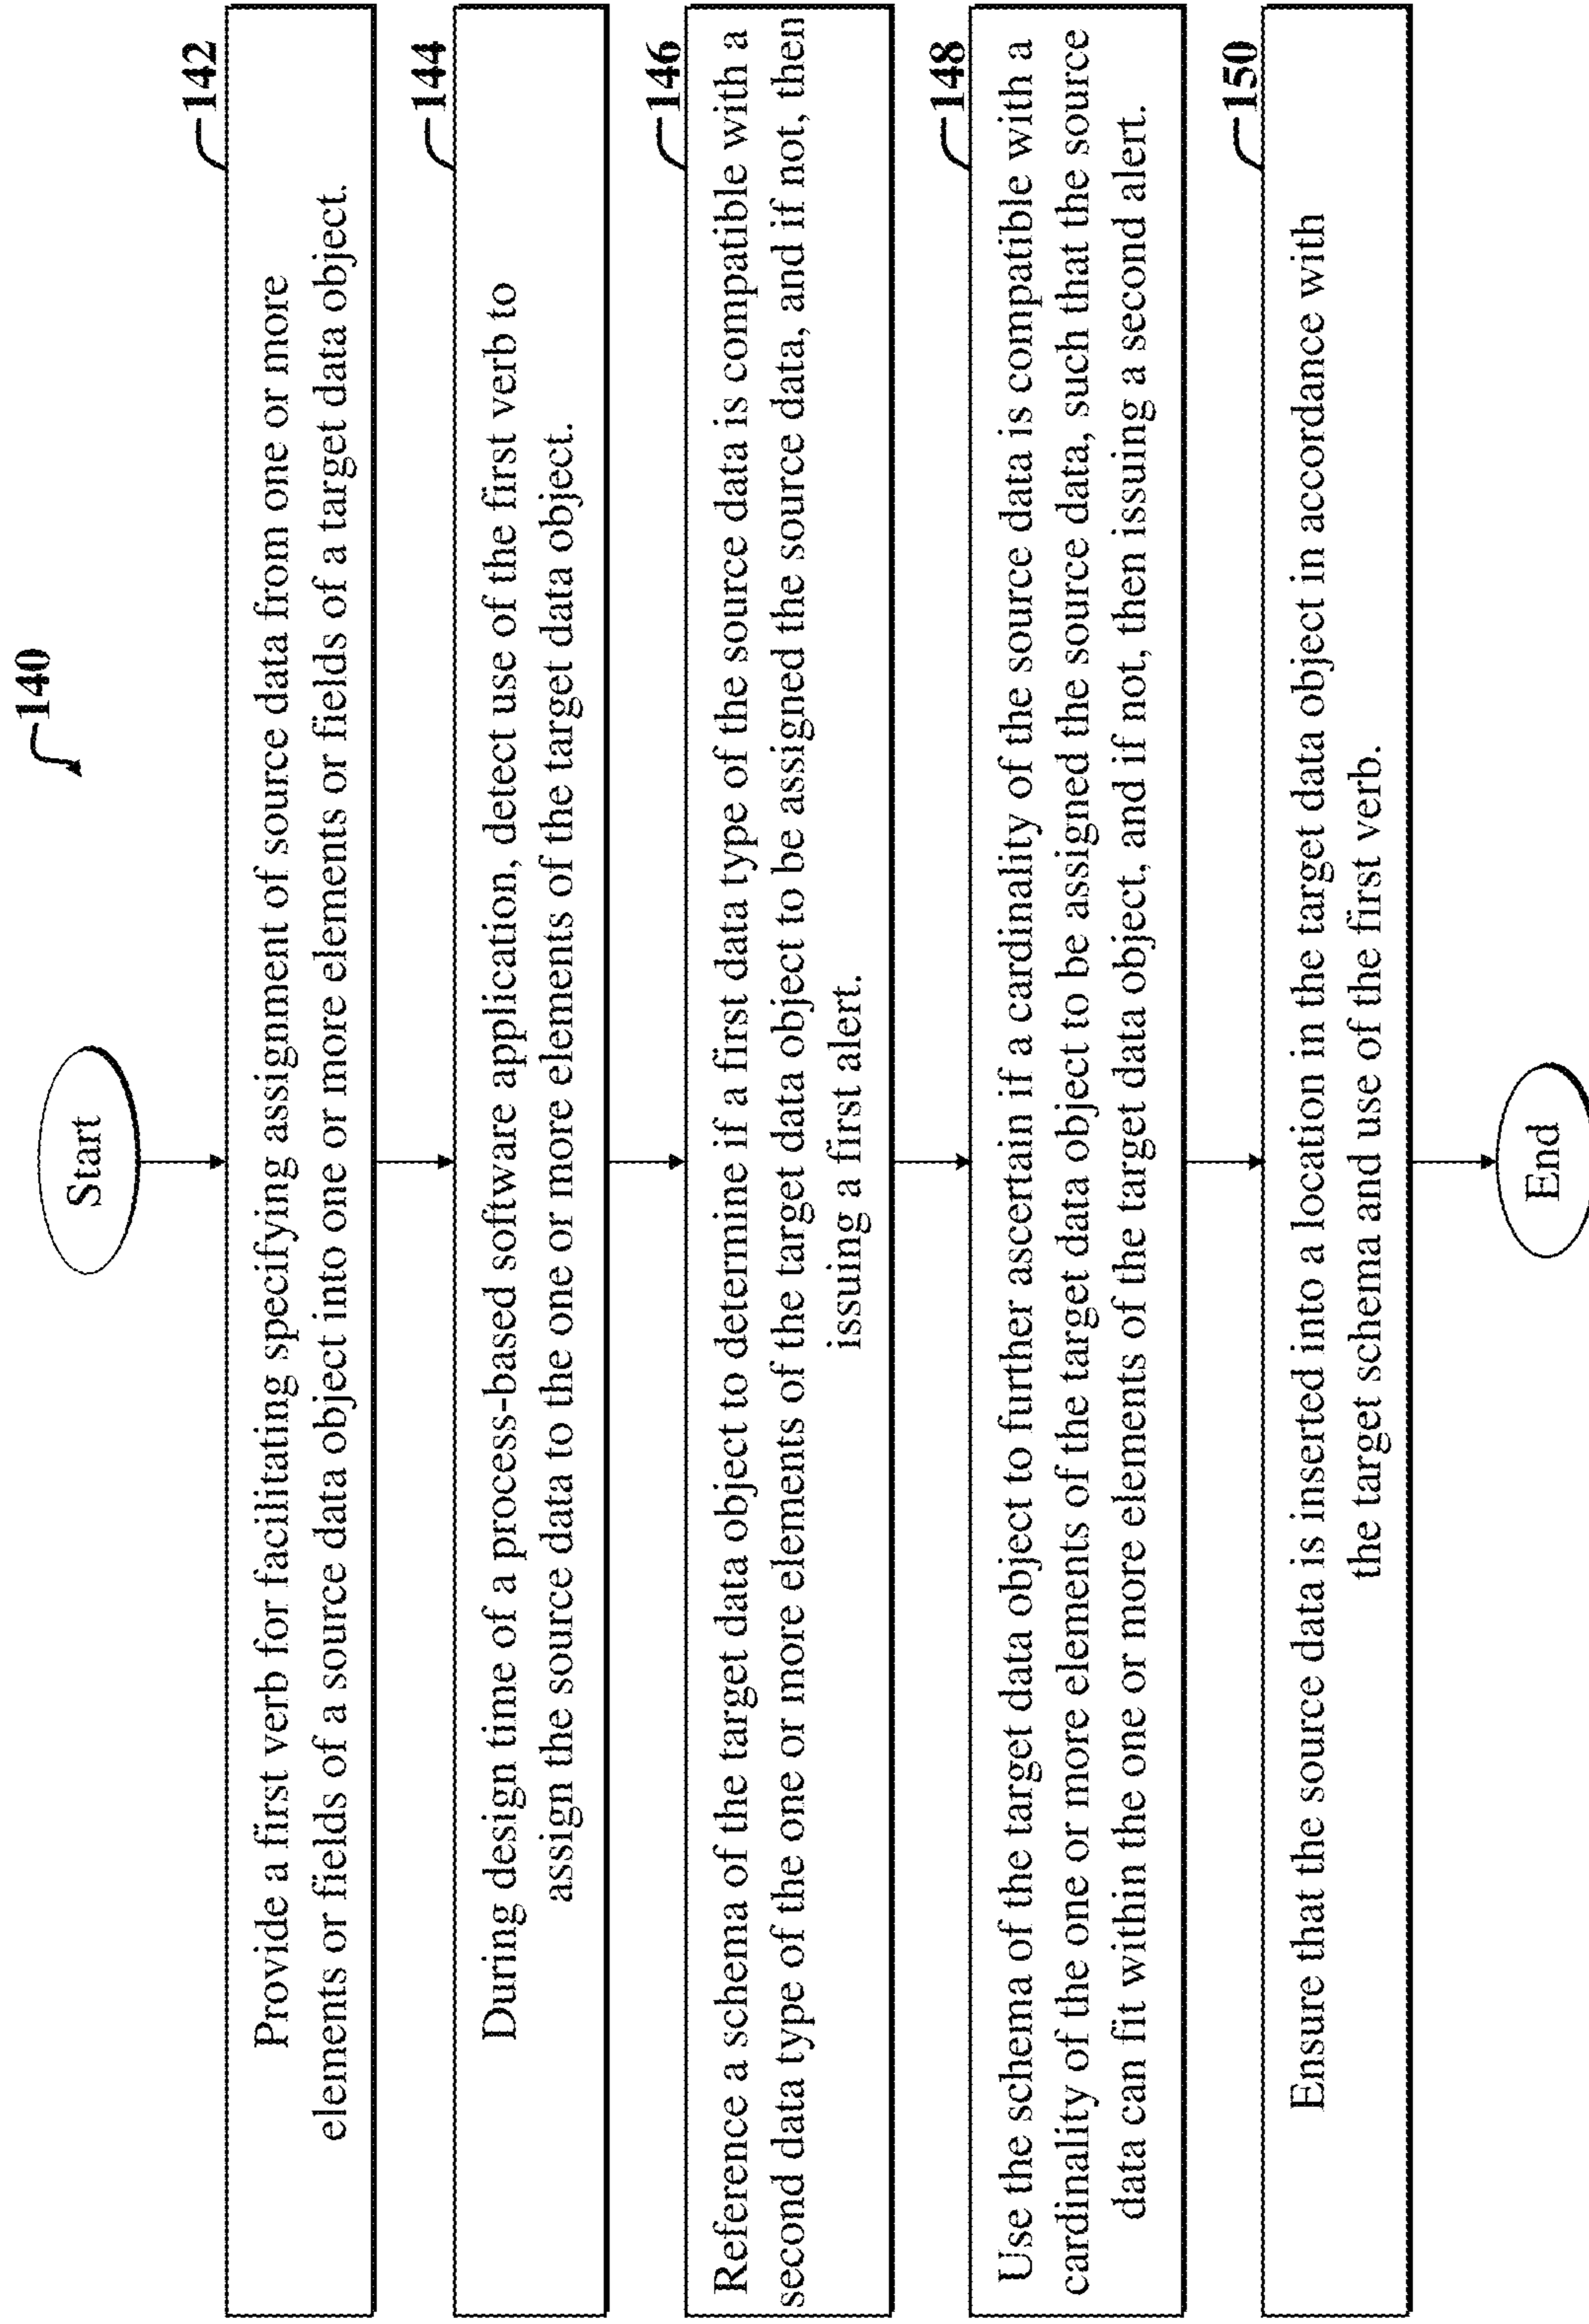 140
Start
142
Provide a first verb for facilitating specifying assignment of source data from one or more
elements or fields of a source data object into one or more elements or fields of a target data object.
144
During design time of a process-based software application, detect use of the first verb to
assign the source data to the one or more elements of the target data object.
146
Reference a schema of the target data object to determine if a first data type of the source data is compatible with a
second data type of the one or more elements of the target data object to be assigned the source data, and if not, then
issuing a first alert.
148
Use the schema of the target data object to further ascertain if a cardinality of the source data is compatible with a
cardinality of the one or more elements of the target data object to be assigned the source data, such that the source
data can fit within the one or more elements of the target data object, and if not, then issuing a second alert.
150
Ensure that the source data is inserted into a location in the target data object in accordance with
the target schema and use of the first verb.
End